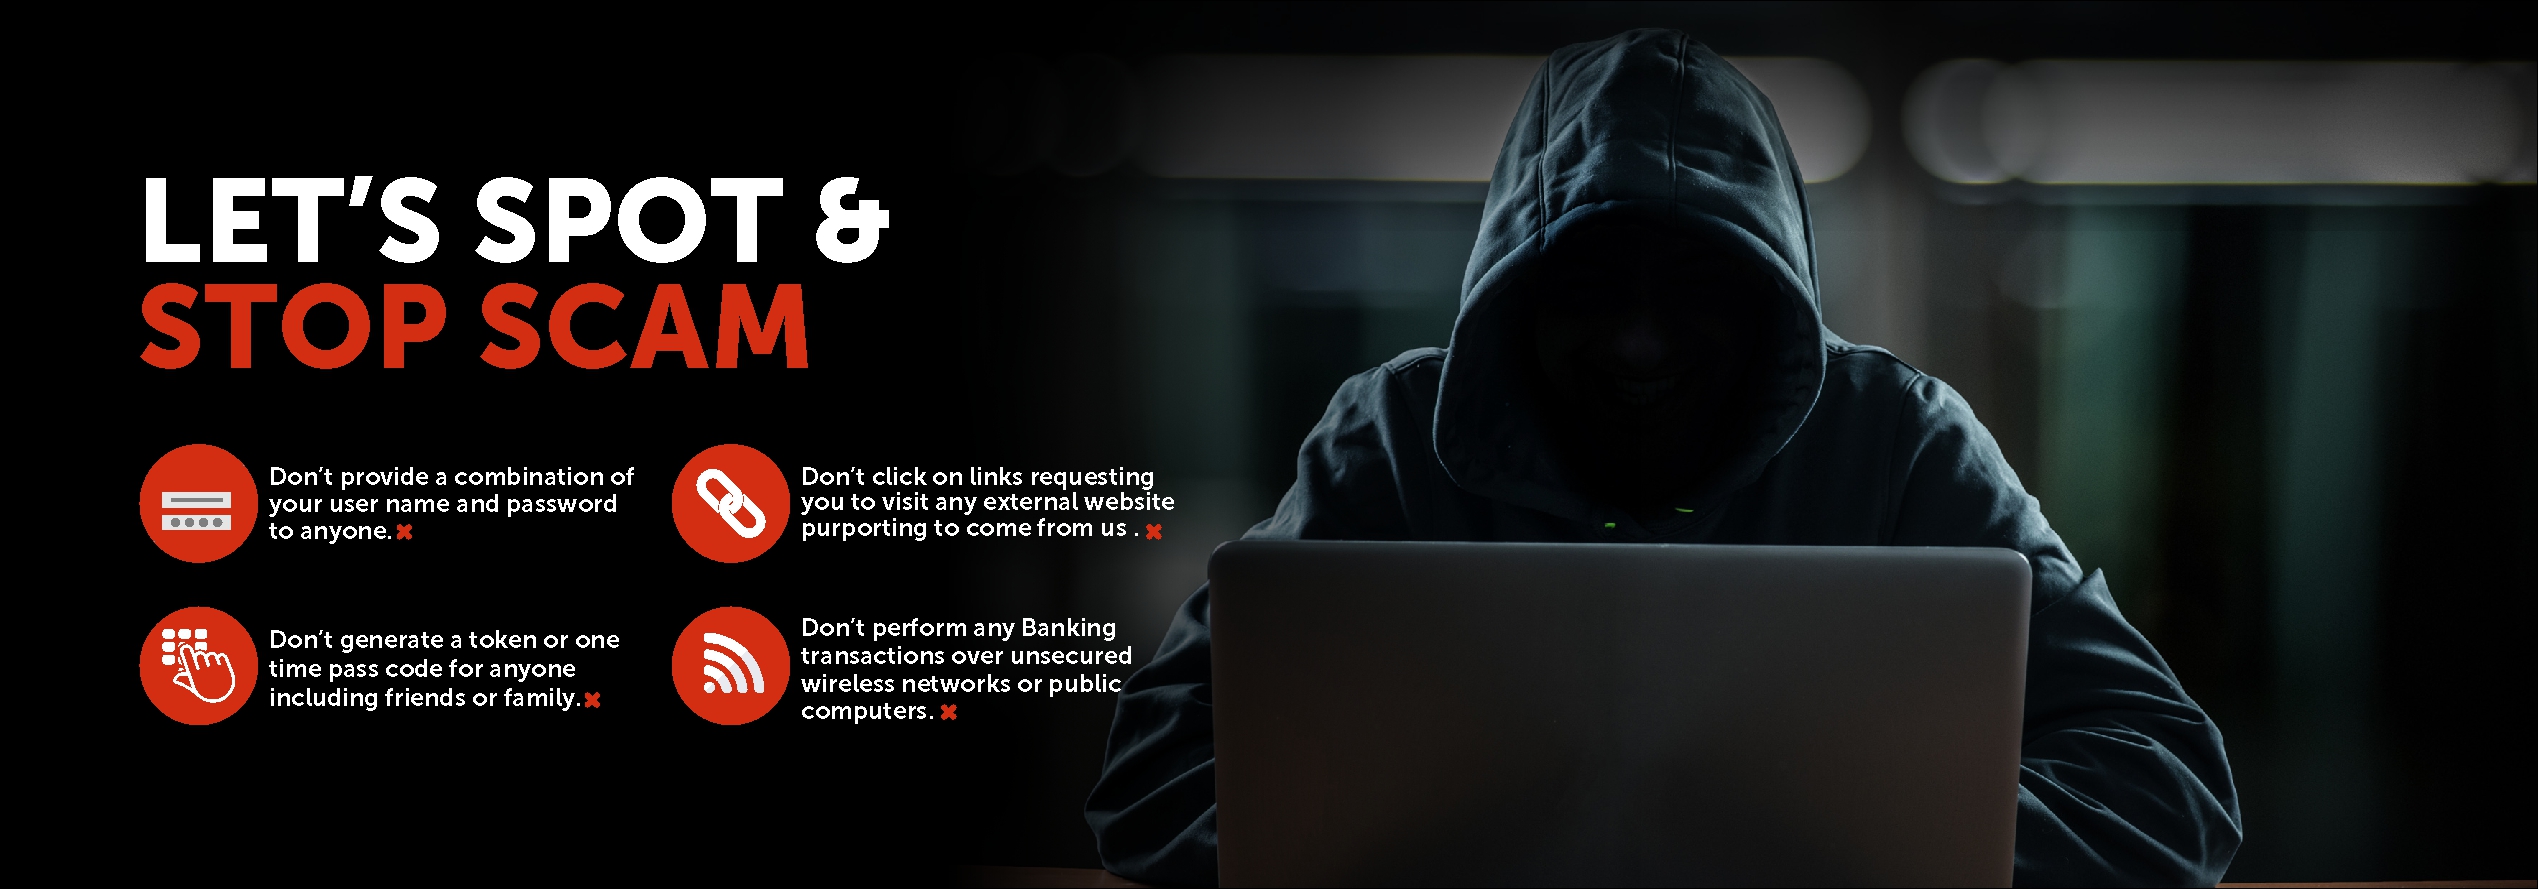 LET’S SPOT &
STOP SCAM
Don’t provide a combination of
your user name and password
to anyone.
Don’t click on links requesting
you to visit any external website
purporting to come from us .
Don’t generate a token or one
time pass code for anyone
including friends or family.
Don’t perform any Banking
transactions over unsecured
wireless networks or public
computers.